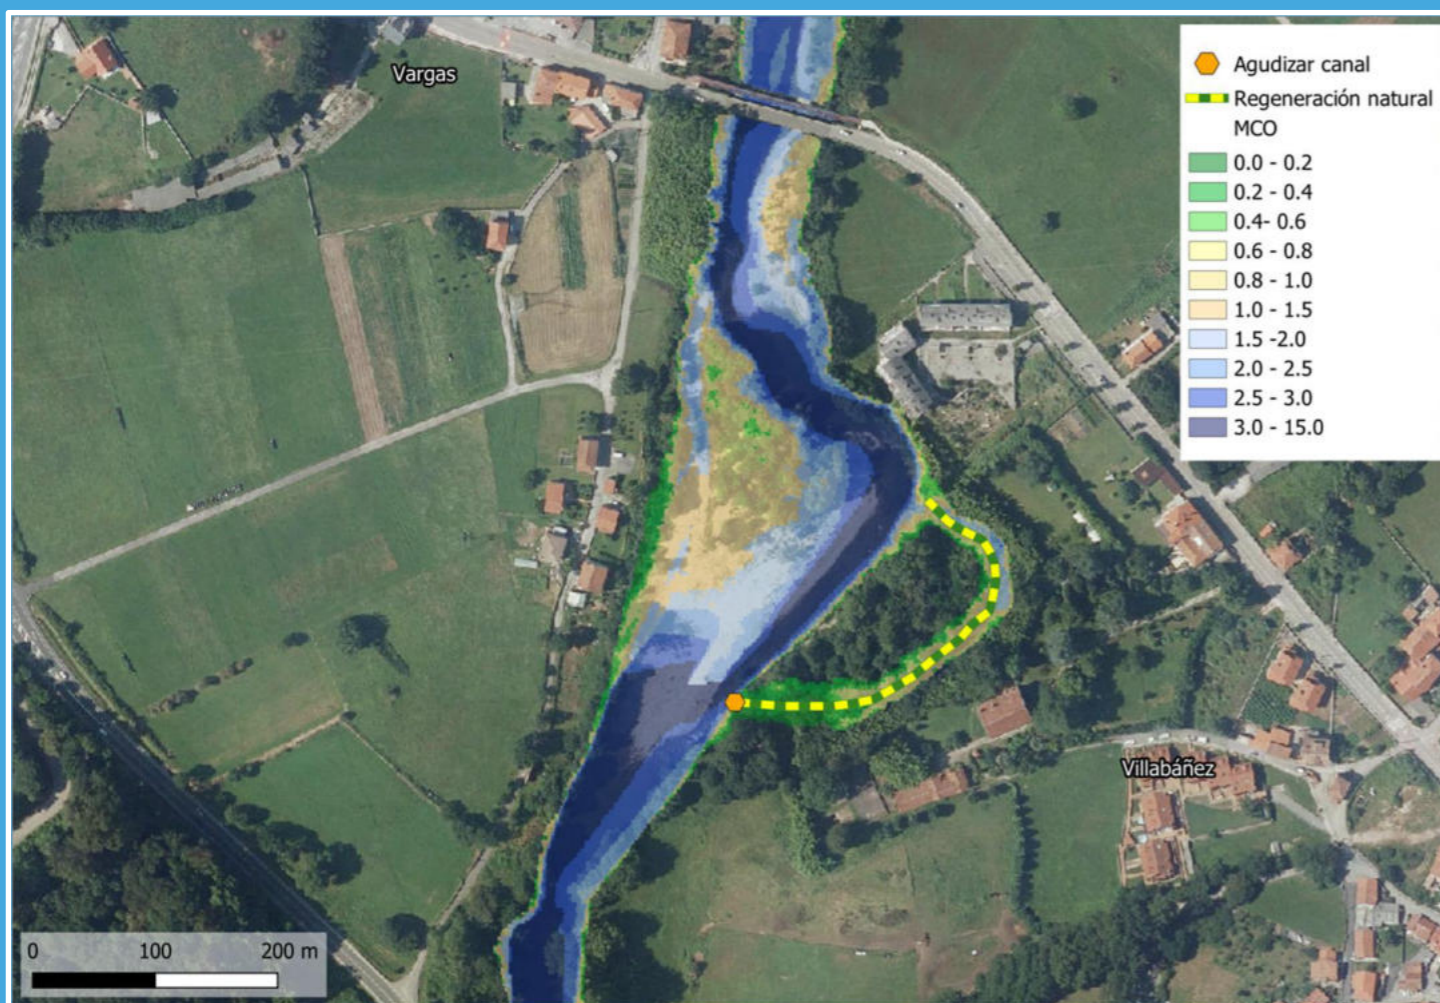 Vargas
Agudizar canal
Regeneración natural
MCO
0.0 - 0.2
0.2 - 0.4
0.4- 0.6
0.6 - 0.8
0.8 - 1.0
1.0 - 1.5
1.5 -2.0
2.0 - 2.5
2.5 - 3.0
3.0 - 15.0
Villabáñez
0 100 200 m